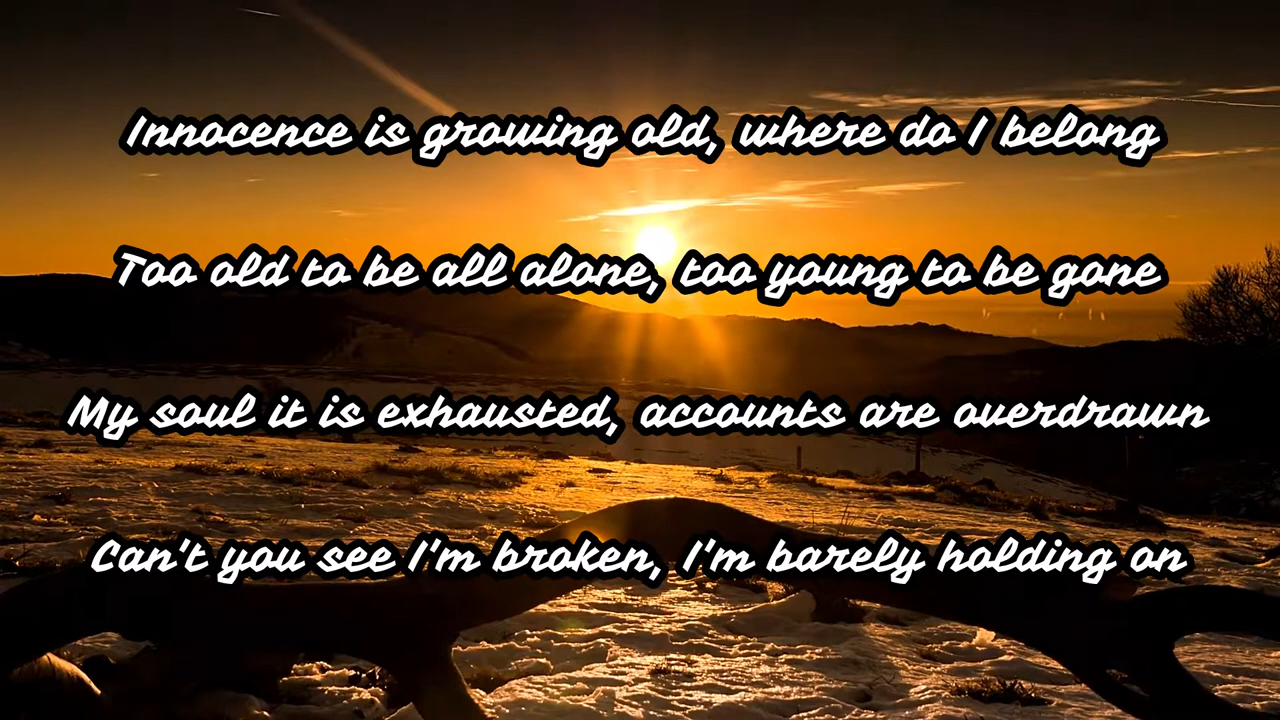 Innocence is growing old, where do I belong
Too old to be all alone, too young to be gone
My soul it is exhausted, accounts are overdrawn
Can't you see I'm broken, I'm barely holding on